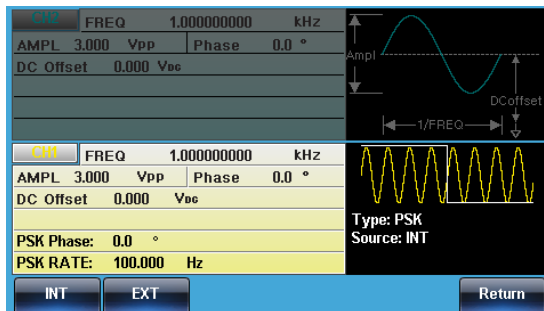 CH2 FREQ 1.000000000 kHz
AMPL 3.000 Vpp Phase 0.0 °
DC Offset 0.000 VDC
Ampl
DCoffset
1/FREQ
CH1 FREQ 1.000000000 kHz
AMPL 3.000 Vpp Phase 0.0 °
DC Offset 0.000 VDC
PSK Phase: 0.0 °
PSK RATE: 100.000 Hz
Type: PSK
Source: INT
INT EXT Return